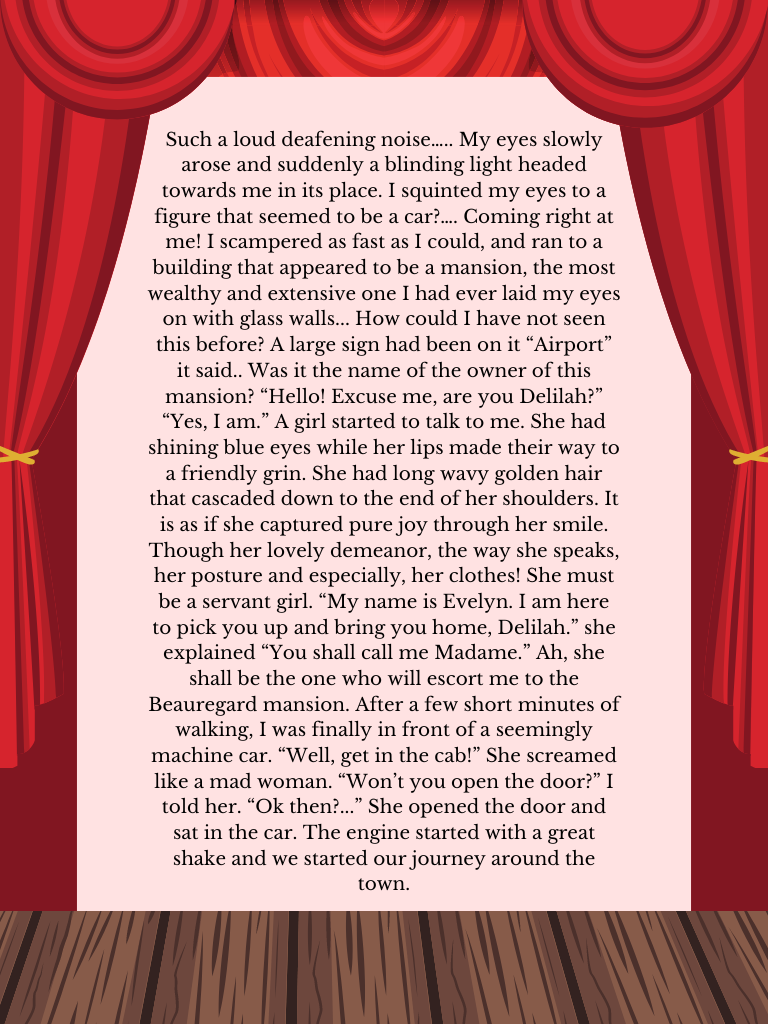 Such a loud deafening noise..... My eyes slowly
arose and suddenly a blinding light headed
towards me in its place. I squinted my eyes to a
figure that seemed to be a car?.... Coming right at
me! I scampered as fast as I could, and ran to a
building that appeared to be a mansion, the most
wealthy and extensive one I had ever laid my eyes
on with glass walls... How could I have not seen
this before? A large sign had been on it “Airport”
it said.. Was it the name of the owner of this
mansion? “Hello! Excuse me, are you Delilah?”
“Yes, I am.” A girl started to talk to me. She had
shining blue eyes while her lips made their way to
a friendly grin. She had long wavy golden hair
that cascaded down to the end of her shoulders. It
is as if she captured pure joy through her smile.
Though her lovely demeanor, the way she speaks,
her posture and especially, her clothes! She must
be a servant girl. “My name is Evelyn. I am here
to pick you up and bring you home, Delilah.” she
explained “You shall call me Madame.” Ah, she
shall be the one who will escort me to the
Beauregard mansion. After a few short minutes of
walking, I was finally in front of a seemingly
machine car. “Well, get in the cab!” She screamed
like a mad woman. “Won’t you open the door?” I
told her. “Ok then?...” She opened the door and
sat in the car. The engine started with a great
shake and we started our journey around the
town.